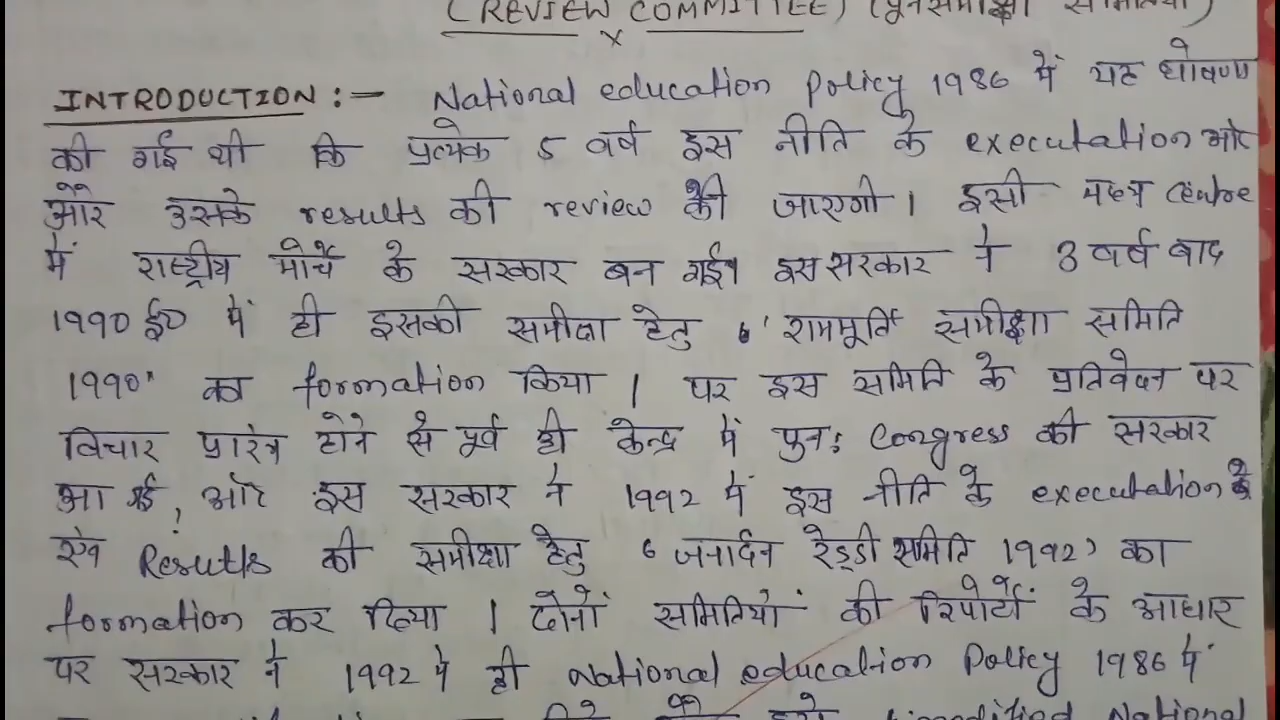 (REVIEW COMMITTEE) (पुनसमीक्षा समितियां)
INTRODUCTION :— National education Policy 1986 में यह घोषणा
की गई थी कि प्रत्येक 5 वर्ष इस नीति के executation और
और उसके results की review की जाएगी । इसी मध्य centre
में राष्ट्रीय मोर्चे के सरकार बन गई। इस सरकार ने 3 वर्ष बाद
1990 ई० में ही इसकी समीक्षा हेतु ' राममूर्ति समीक्षा समिति
1990' का formation किया । पर इस समिति के प्रतिवेदन पर
विचार प्रारंभ होने से पूर्व ही केन्द्र में पुनः Congress की सरकार
आ गई, और इस सरकार ने 1992 में इस नीति के executation के
एवं Results की समीक्षा हेतु ' जनार्दन रेड्डी समिति 1992' का
formation कर दिया । दोनों समितियों की रिपोर्टों के आधार
पर सरकार ने 1992 में ही National education Policy 1986 में
National